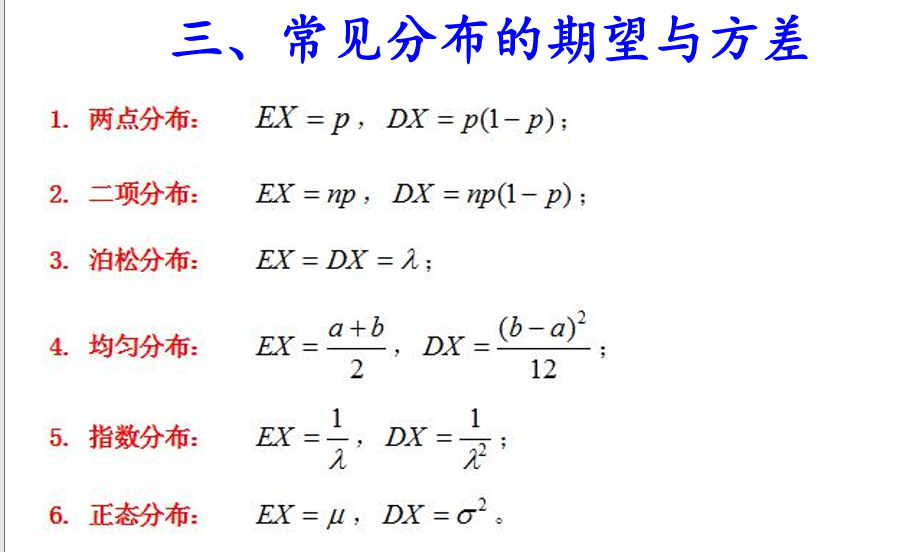 三、常见分布的期望与方差
1. 两点分布： EX = p， DX = p(1− p)；
2. 二项分布： EX = np， DX = np(1− p)；
3. 泊松分布： EX = DX = λ；
4. 均匀分布： EX = (a+b)/2， DX = (b−a)²/12；
5. 指数分布： EX = 1/λ， DX = 1/λ²；
6. 正态分布： EX = μ， DX = σ²。